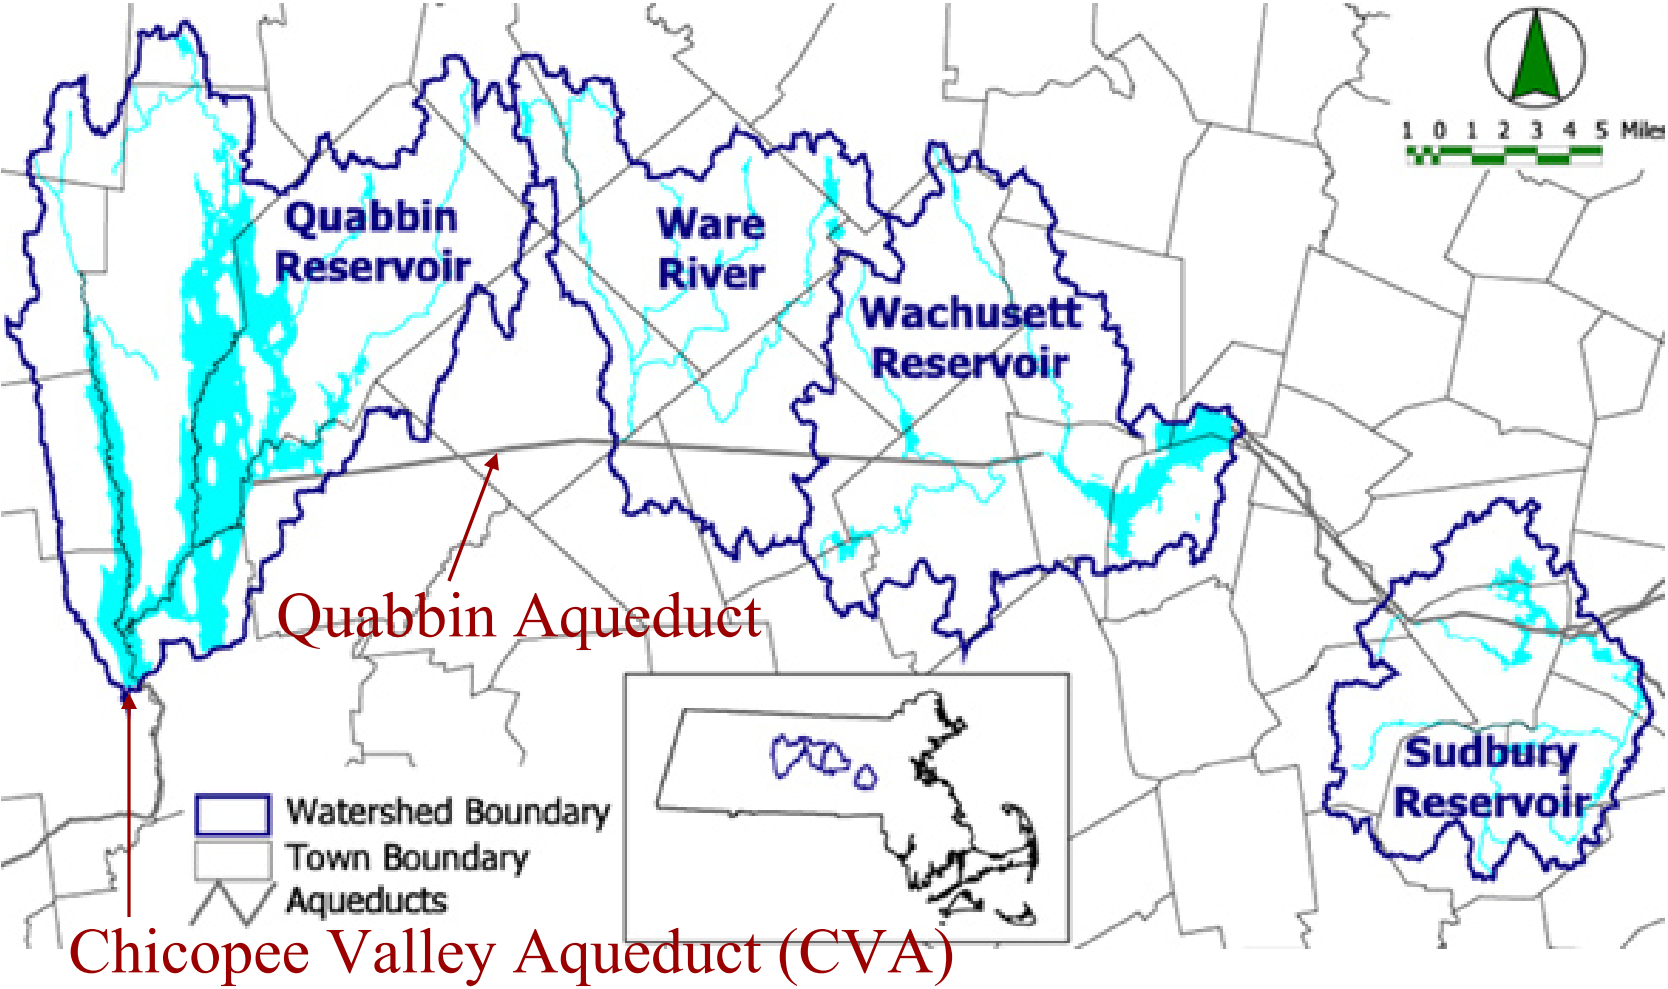 1 0 1 2 3 4 5 Miles
Quabbin
Reservoir
Ware
River
Wachusett
Reservoir
Quabbin Aqueduct
Sudbury
Reservoir
Watershed Boundary
Town Boundary
Aqueducts
Chicopee Valley Aqueduct (CVA)